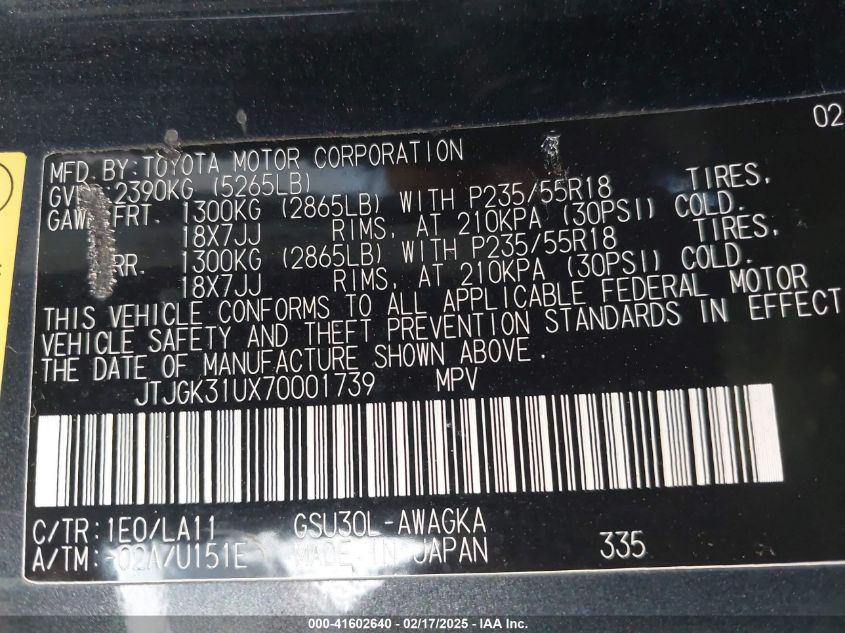 02
MFD. BY: TOYOTA MOTOR CORPORATION
2390KG (5265LB)
GAW FRT. 1300KG (2865LB) WITH P235/55R18 TIRES,
18X7JJ RIMS, AT 210KPA (30PSI) COLD.
RR. 1300KG (2865LB) WITH P235/55R18 TIRES,
18X7JJ RIMS, AT 210KPA (30PSI) COLD.
THIS VEHICLE CONFORMS TO ALL APPLICABLE FEDERAL MOTOR
VEHICLE SAFETY AND THEFT PREVENTION STANDARDS IN EFFECT
THE DATE OF MANUFACTURE SHOWN ABOVE.
JTJGK31UX70001739 MPV
C/TR: 1E0/LA11 GSU30L-AWAGKA
A/TM: -02A/U151E MADE IN JAPAN 335
000-41602640 - 02/17/2025 - IAA Inc.